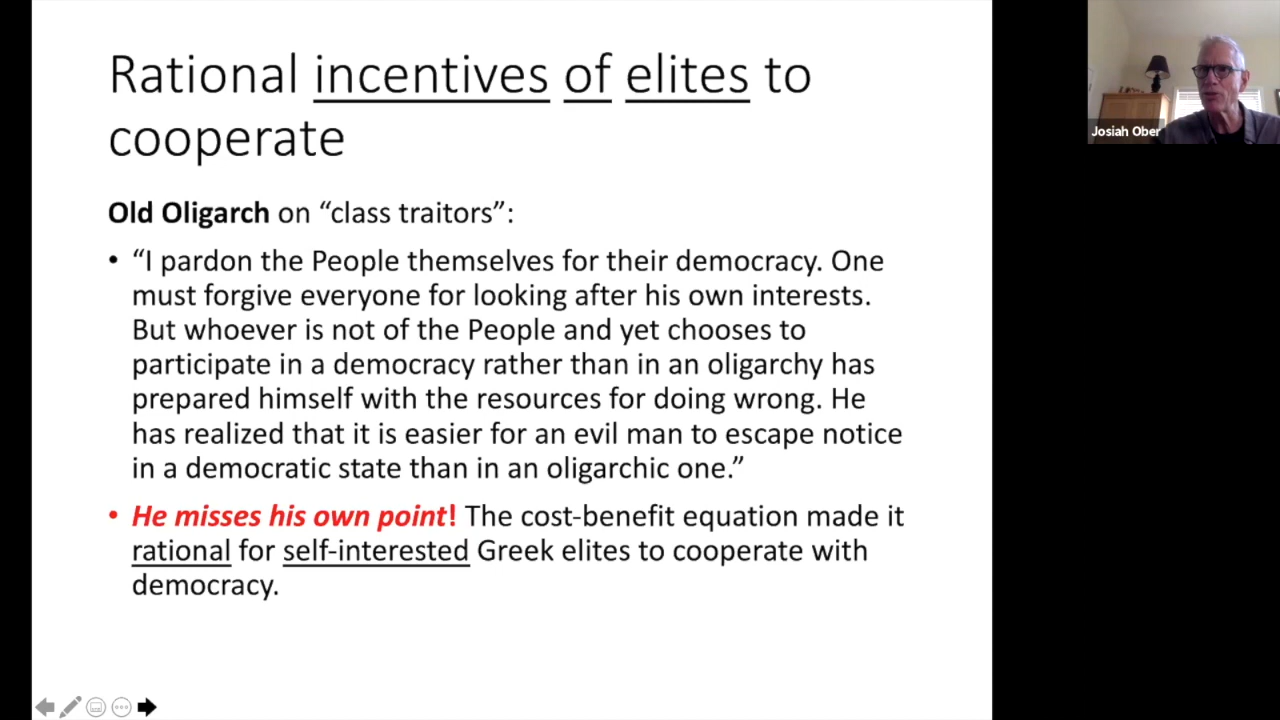 Rational incentives of elites to
cooperate
Old Oligarch on “class traitors”:
• “I pardon the People themselves for their democracy. One
must forgive everyone for looking after his own interests.
But whoever is not of the People and yet chooses to
participate in a democracy rather than in an oligarchy has
prepared himself with the resources for doing wrong. He
has realized that it is easier for an evil man to escape notice
in a democratic state than in an oligarchic one.”
• He misses his own point! The cost-benefit equation made it
rational for self-interested Greek elites to cooperate with
democracy.
Josiah Ober